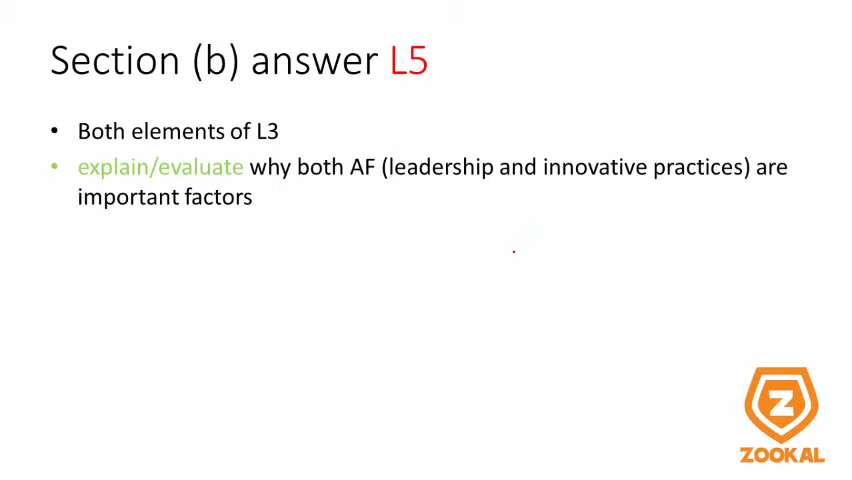 Section (b) answer L5
• Both elements of L3
• explain/evaluate why both AF (leadership and innovative practices) are
important factors
Z
ZOOKAL